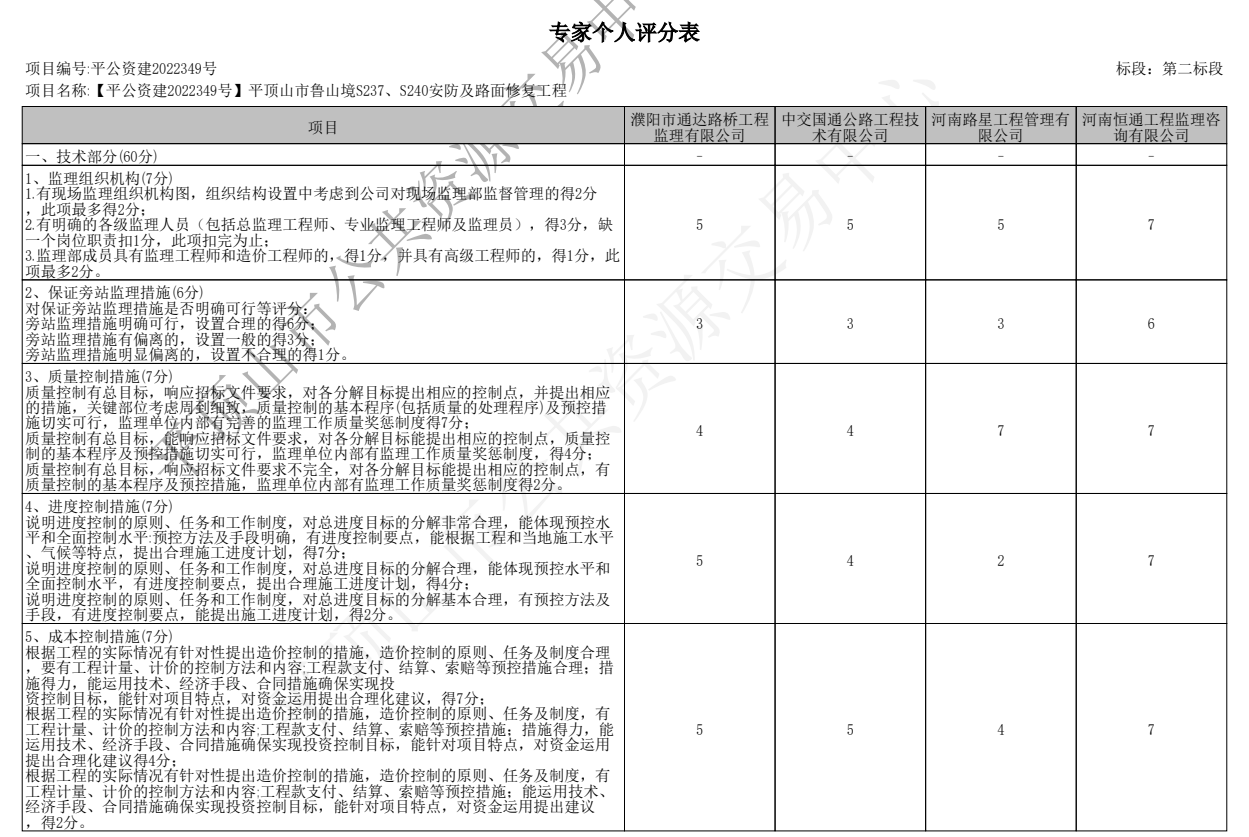 专家个人评分表
项目编号:平公资建2022349号
标段：第二标段
项目名称:【平公资建2022349号】平顶山市鲁山境S237、S240安防及路面修复工程
项目
濮阳市通达路桥工程监理有限公司
中交国通公路工程技术有限公司
河南路星工程管理有限公司
河南恒通工程监理咨询有限公司
一、技术部分(60分)
-
-
-
-
1、监理组织机构(7分)
1.有现场监理组织机构图，组织结构设置中考虑到公司对现场监理部监督管理的得2分
，此项最多得2分；
2.有明确的各级监理人员（包括总监理工程师、专业监理工程师及监理员），得3分，缺
一个岗位职责扣1分，此项扣完为止；
3.监理部成员具有监理工程师和造价工程师的，得1分，并具有高级工程师的，得1分，此
项最多2分。
5
5
5
7
2、保证旁站监理措施(6分)
对保证旁站监理措施是否明确可行等评分：
旁站监理措施明确可行，设置合理的得6分；
旁站监理措施有偏离的，设置一般的得3分；
旁站监理措施明显偏离的，设置不合理的得1分。
3
3
3
6
3、质量控制措施(7分)
质量控制有总目标，响应招标文件要求，对各分解目标提出相应的控制点，并提出相应
的措施，关键部位考虑周到细致，质量控制的基本程序(包括质量的处理程序)及预控措
施切实可行，监理单位内部有完善的监理工作质量奖惩制度得7分；
质量控制有总目标，能响应招标文件要求，对各分解目标能提出相应的控制点，质量控
制的基本程序及预控措施切实可行，监理单位内部有监理工作质量奖惩制度，得4分；
质量控制有总目标，响应招标文件要求不完全，对各分解目标能提出相应的控制点，有
质量控制的基本程序及预控措施，监理单位内部有监理工作质量奖惩制度得2分。
4
4
7
7
4、进度控制措施(7分)
说明进度控制的原则、任务和工作制度，对总进度目标的分解非常合理，能体现预控水
平和全面控制水平:预控方法及手段明确，有进度控制要点，能根据工程和当地施工水平
、气候等特点，提出合理施工进度计划，得7分；
说明进度控制的原则、任务和工作制度，对总进度目标的分解合理，能体现预控水平和
全面控制水平，有进度控制要点，提出合理施工进度计划，得4分；
说明进度控制的原则、任务和工作制度，对总进度目标的分解基本合理，有预控方法及
手段，有进度控制要点，能提出施工进度计划，得2分。
5
4
2
7
5、成本控制措施(7分)
根据工程的实际情况有针对性提出造价控制的措施，造价控制的原则、任务及制度合理
，要有工程计量、计价的控制方法和内容:工程款支付、结算、索赔等预控措施合理；措
施得力，能运用技术、经济手段、合同措施确保实现投
资控制目标，能针对项目特点，对资金运用提出合理化建议，得7分；
根据工程的实际情况有针对性提出造价控制的措施，造价控制的原则、任务及制度，有
工程计量、计价的控制方法和内容:工程款支付、结算、索赔等预控措施；措施得力，能
运用技术、经济手段、合同措施确保实现投资控制目标，能针对项目特点，对资金运用
提出合理化建议得4分；
根据工程的实际情况有针对性提出造价控制的措施，造价控制的原则、任务及制度，有
工程计量、计价的控制方法和内容:工程款支付、结算、索赔等预控措施；能运用技术、
经济手段、合同措施确保实现投资控制目标，能针对项目特点，对资金运用提出建议
，得2分。
5
5
4
7
平顶山市公共资源交易中
顶山市公共资源交易中心